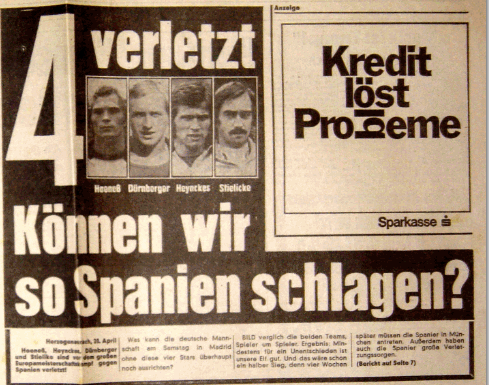 Anzeige
4 verletzt
Heoneß Dürnberger Heynckes Stielicke
Können wir
so Spanien schlagen?
Kredit
löst
Probleme
Sparkasse
Herzogenaurach, 23. April
Hoeneß, Heynckes, Dürnberger
und Stielike sind vor dem großen
Europameisterschaftskampf gegen
Spanien verletzt!
Was kann die deutsche Mann-
schaft am Samstag in Madrid
ohne diese vier Stars überhaupt
noch ausrichten?
BILD verglich die beiden Teams,
Spieler um Spieler. Ergebnis: Min-
destens für ein Unentschieden ist
unsere Elf gut. Und das wäre schon
ein halber Sieg, denn vier Wochen
später müssen die Spanier in Mün-
chen antreten. Außerdem haben
auch die Spanier große Verlet-
zungssorgen.
(Bericht auf Seite 7)